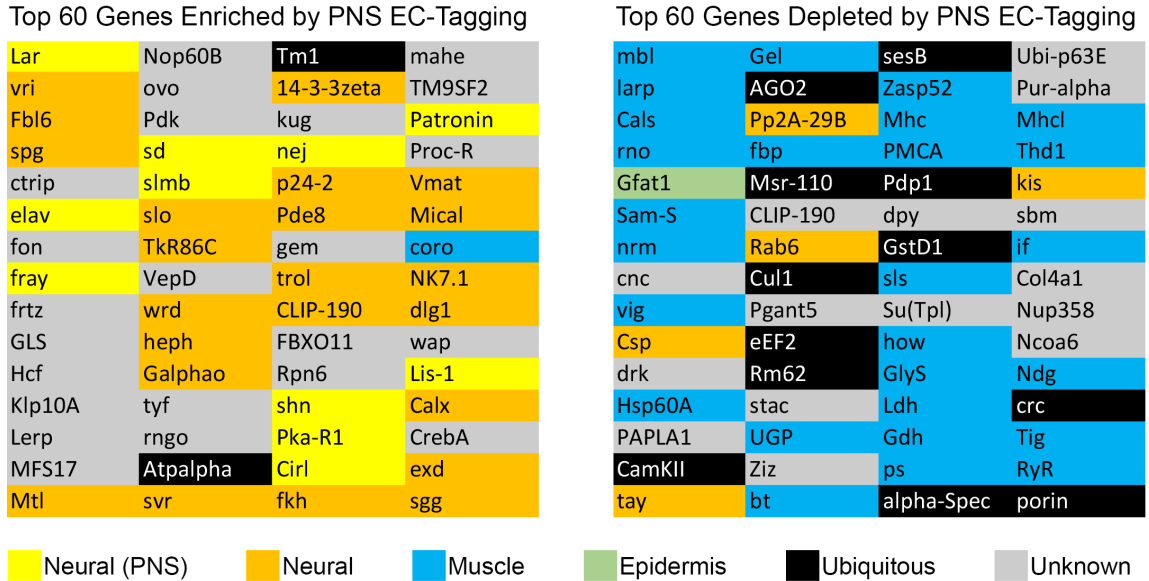 Top 60 Genes Enriched by PNS EC-Tagging
Lar Nop60B Tm1 mahe
vri ovo 14-3-3zeta TM9SF2
Fbl6 Pdk kug Patronin
spg sd nej Proc-R
ctrip slmb p24-2 Vmat
elav slo Pde8 Mical
fon TkR86C gem coro
fray VepD trol NK7.1
frtz wrd CLIP-190 dlg1
GLS heph FBXO11 wap
Hcf Galphao Rpn6 Lis-1
Klp10A tyf shn Calx
Lerp rngo Pka-R1 CrebA
MFS17 Atpalpha Cirl exd
Mtl svr fkh sgg
Top 60 Genes Depleted by PNS EC-Tagging
mbl Gel sesB Ubi-p63E
larp AGO2 Zasp52 Pur-alpha
Cals Pp2A-29B Mhc Mhcl
rno fbp PMCA Thd1
Gfat1 Msr-110 Pdp1 kis
Sam-S CLIP-190 dpy sbm
nrm Rab6 GstD1 if
cnc Cul1 sls Col4a1
vig Pgant5 Su(Tpl) Nup358
Csp eEF2 how Ncoa6
drk Rm62 GlyS Ndg
Hsp60A stac Ldh crc
PAPLA1 UGP Gdh Tig
CamKII Ziz ps RyR
tay bt alpha-Spec porin
Neural (PNS) Neural Muscle Epidermis Ubiquitous Unknown